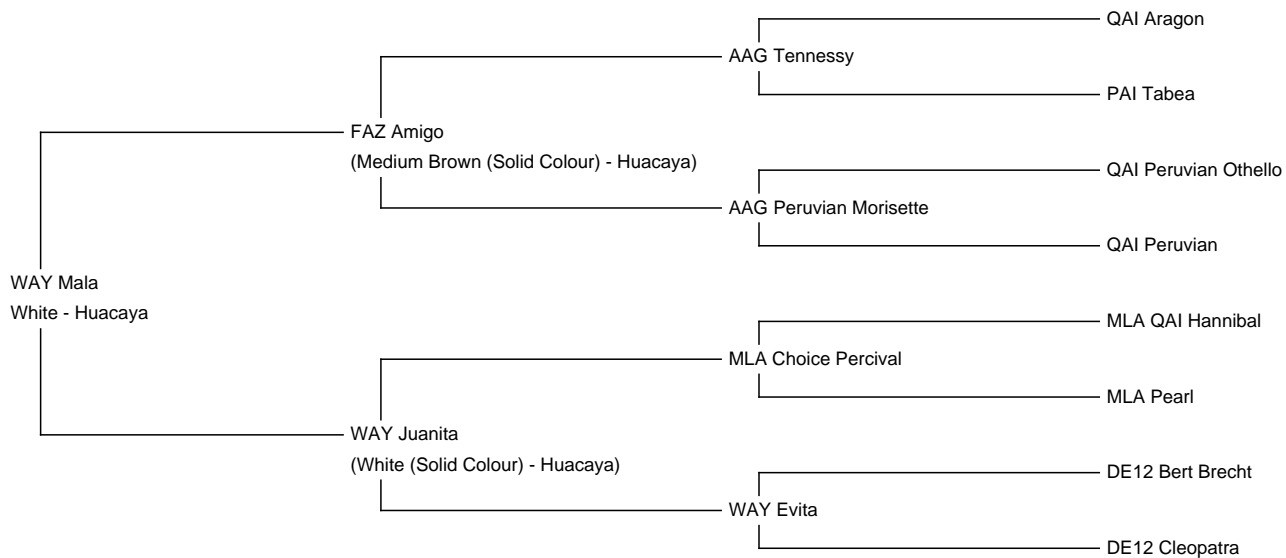 QAI Aragon
AAG Tennessy
PAI Tabea
FAZ Amigo
(Medium Brown (Solid Colour) - Huacaya)
QAI Peruvian Othello
AAG Peruvian Morisette
QAI Peruvian
WAY Mala
White - Huacaya
MLA QAI Hannibal
MLA Choice Percival
MLA Pearl
WAY Juanita
(White (Solid Colour) - Huacaya)
DE12 Bert Brecht
WAY Evita
DE12 Cleopatra